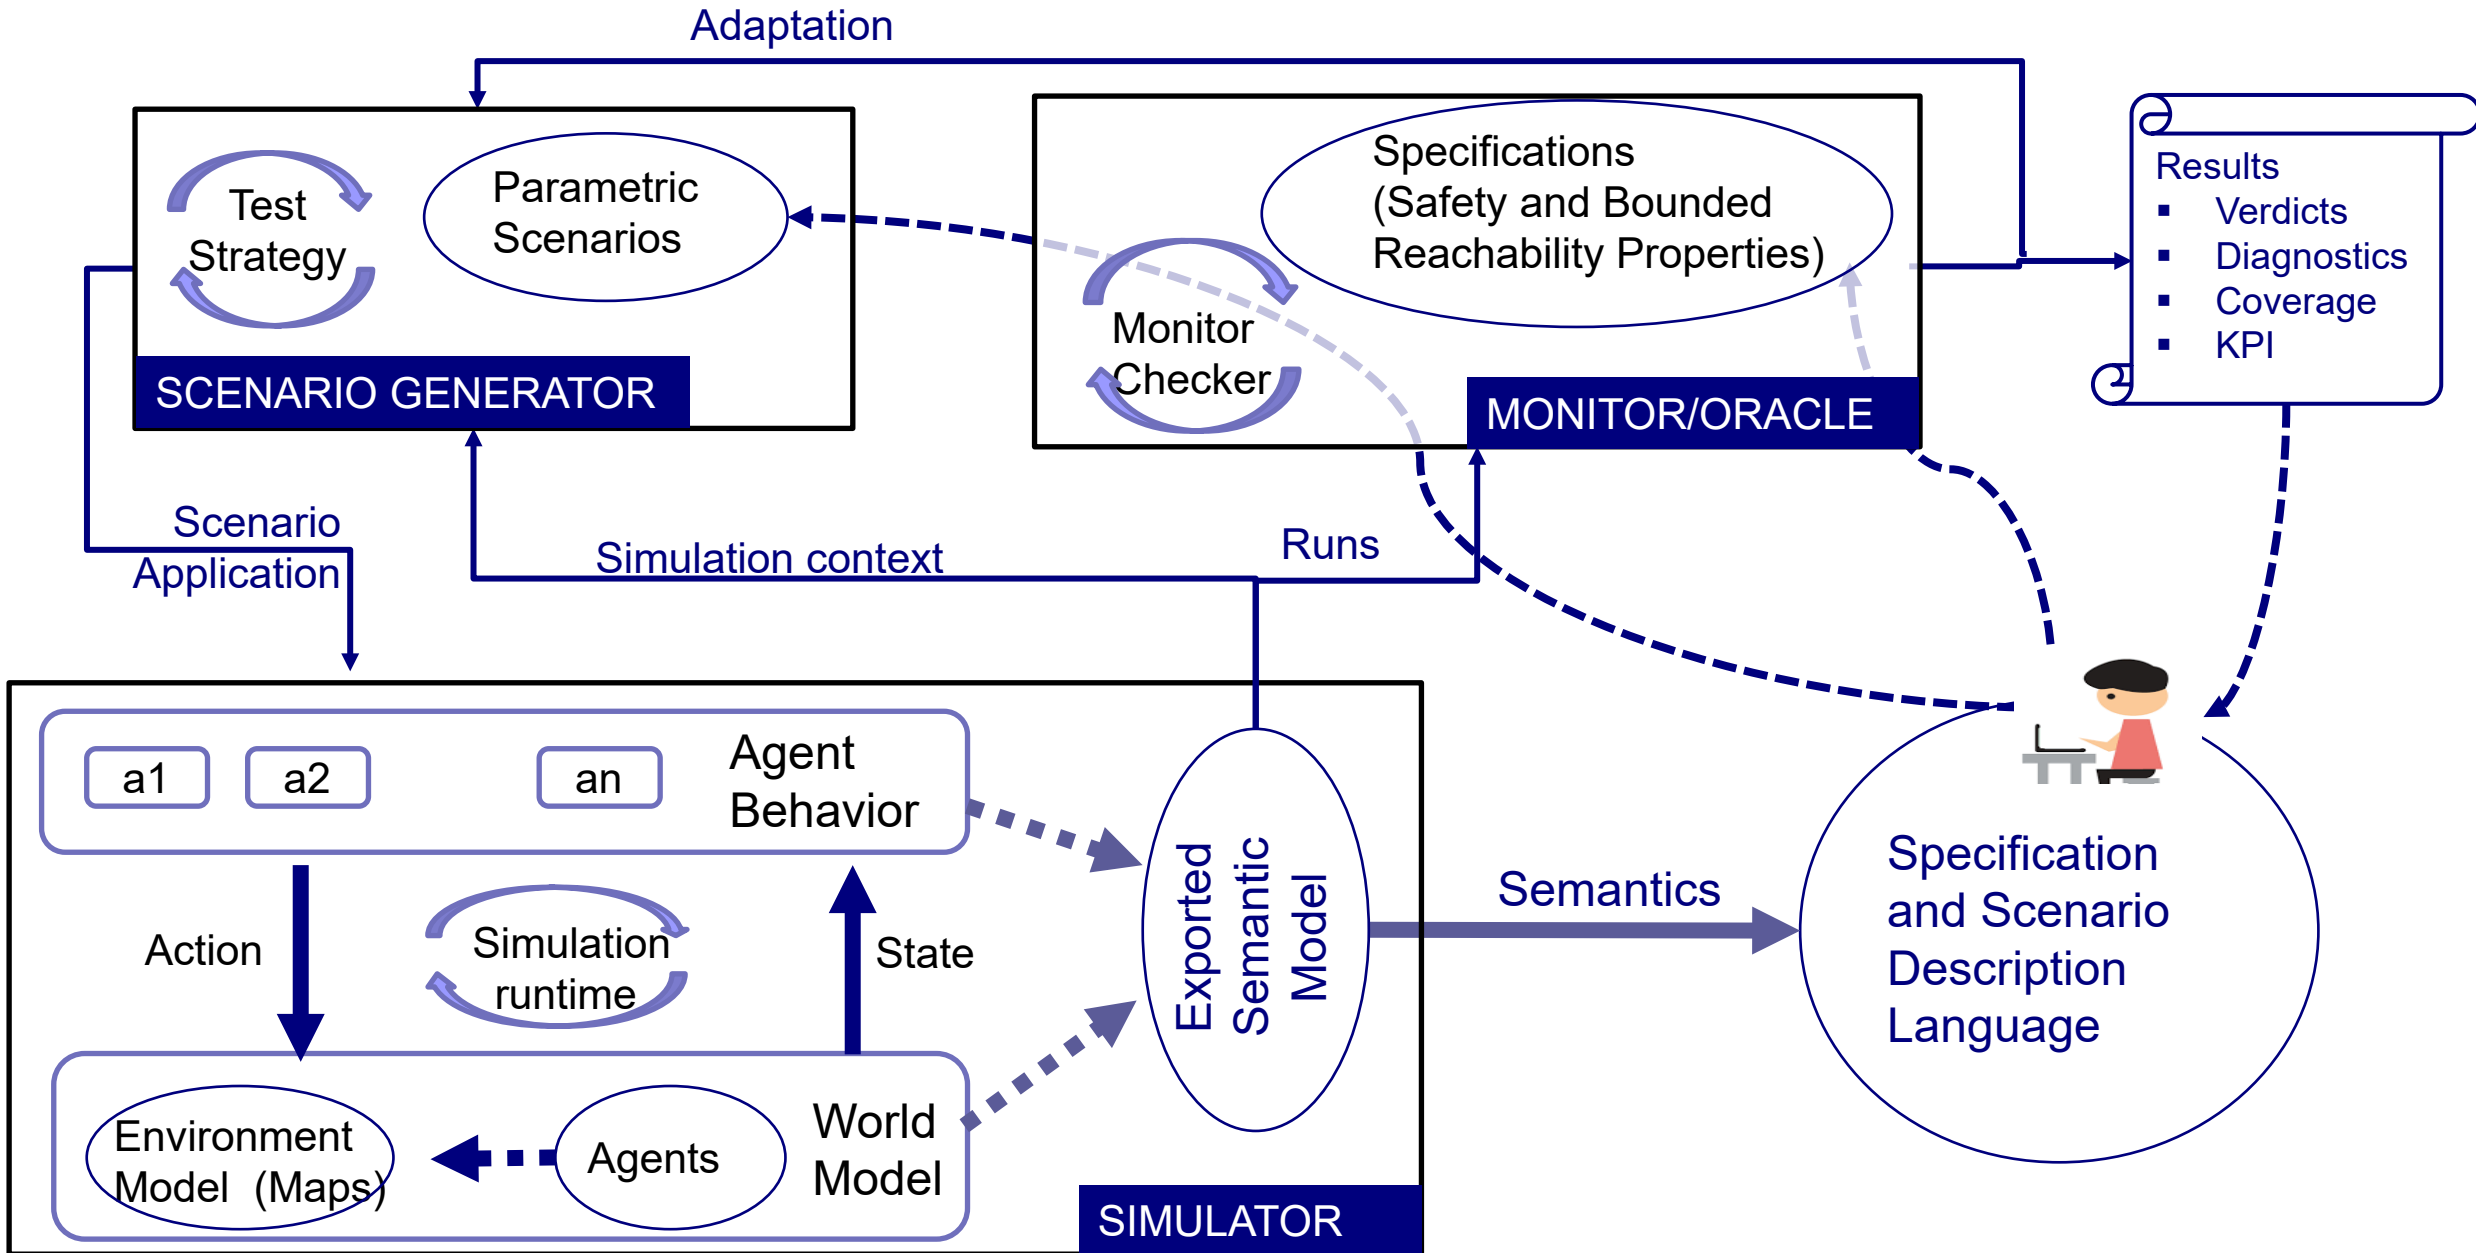 Adaptation
Test
Strategy
Parametric
Scenarios
SCENARIO GENERATOR
Specifications
(Safety and Bounded
Reachability Properties)
Monitor
Checker
MONITOR/ORACLE
Results
▪ Verdicts
▪ Diagnostics
▪ Coverage
▪ KPI
Scenario
Application
Simulation context
Runs
a1
a2
an
Agent
Behavior
Action
Simulation
runtime
State
Environment
Model (Maps)
Agents
World
Model
Exported
Semantic
Model
SIMULATOR
Semantics
Specification
and Scenario
Description
Language